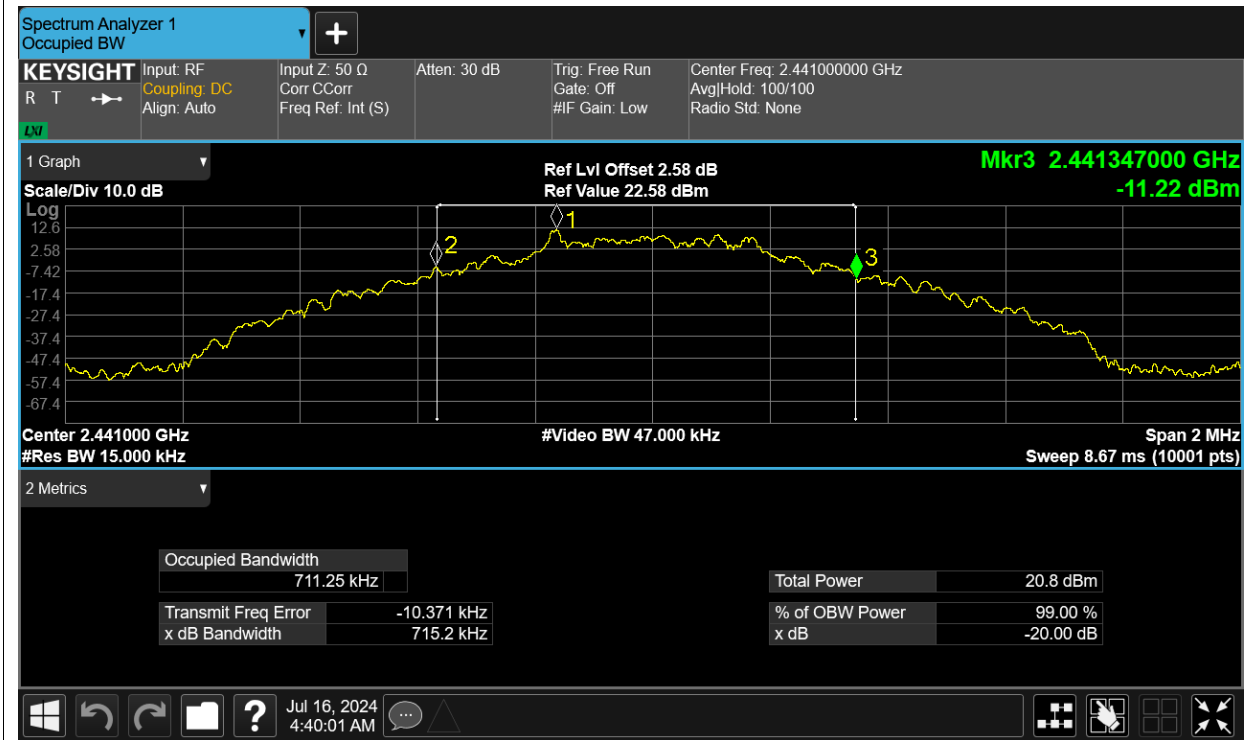 Spectrum Analyzer 1
Occupied BW
KEYSIGHT
R T
LXI
Input: RF
Coupling: DC
Align: Auto
Input Z: 50 Ω
Corr CCorr
Freq Ref: Int (S)
Atten: 30 dB
Trig: Free Run
Gate: Off
#IF Gain: Low
Center Freq: 2.441000000 GHz
Avg|Hold: 100/100
Radio Std: None
1 Graph
Scale/Div 10.0 dB
Ref Lvl Offset 2.58 dB
Ref Value 22.58 dBm
Mkr3 2.441347000 GHz
-11.22 dBm
Log
12.6
2.58
-7.42
-17.4
-27.4
-37.4
-47.4
-57.4
-67.4
1
2
3
Center 2.441000 GHz
#Video BW 47.000 kHz
Span 2 MHz
#Res BW 15.000 kHz
Sweep 8.67 ms (10001 pts)
2 Metrics
Occupied Bandwidth
711.25 kHz
Transmit Freq Error -10.371 kHz
x dB Bandwidth 715.2 kHz
Total Power 20.8 dBm
% of OBW Power 99.00 %
x dB -20.00 dB
?
Jul 16, 2024
4:40:01 AM